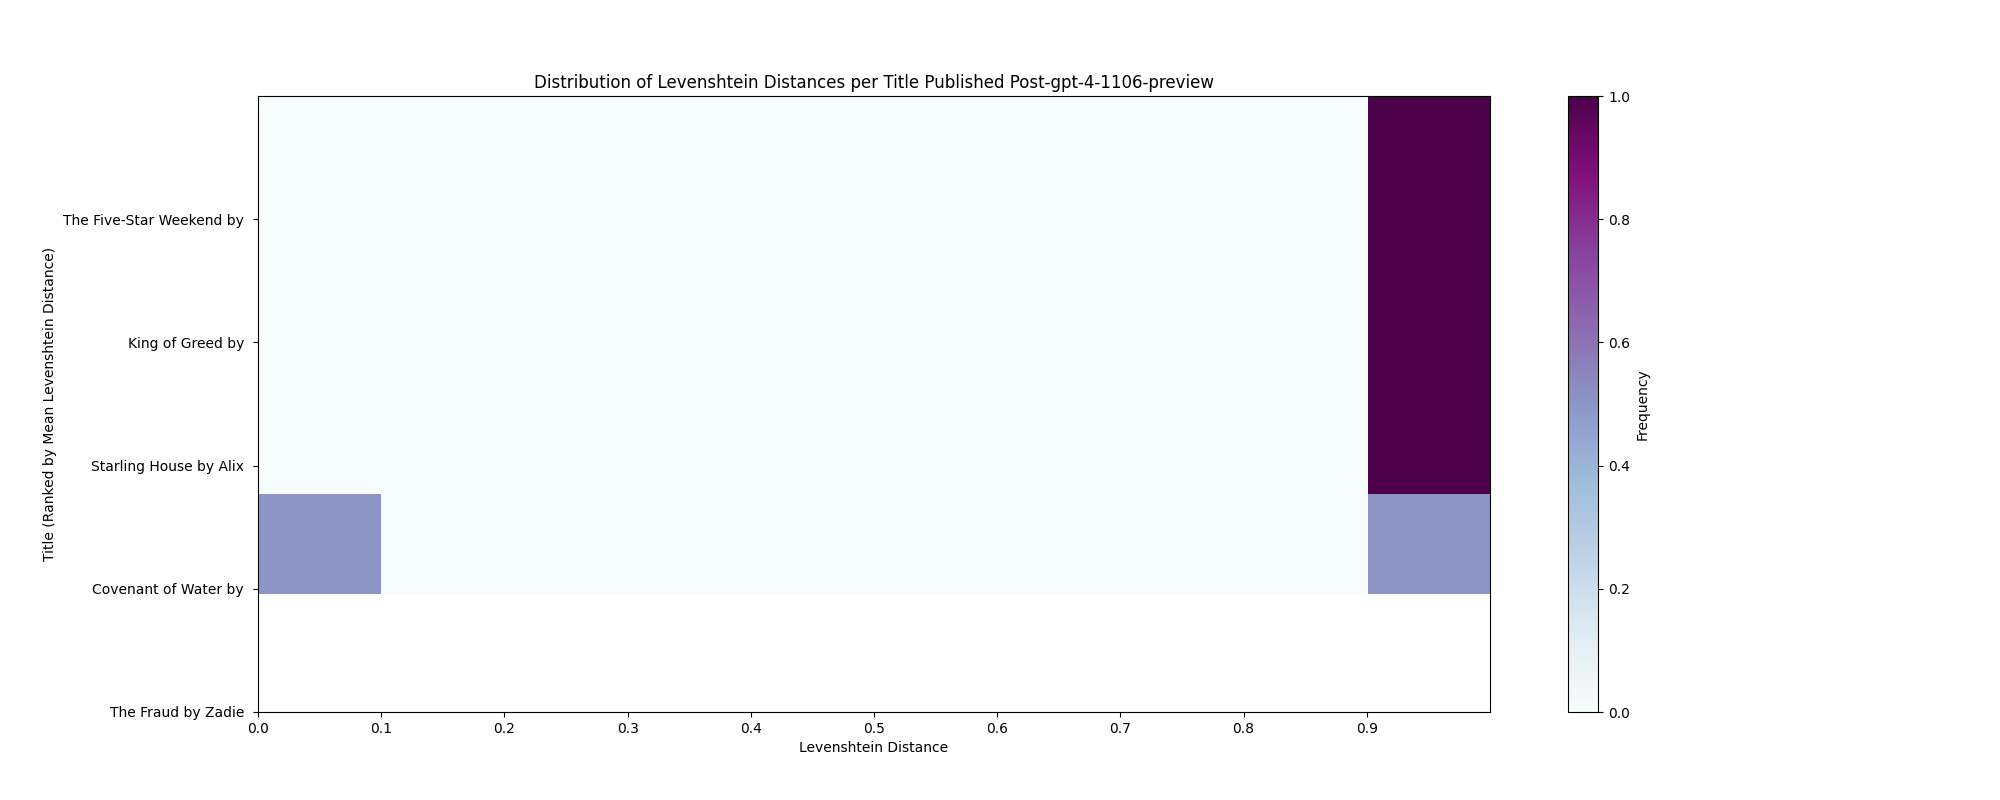 Distribution of Levenshtein Distances per Title Published Post-gpt-4-1106-preview
Title (Ranked by Mean Levenshtein Distance)
The Five-Star Weekend by
King of Greed by
Starling House by Alix
Covenant of Water by
The Fraud by Zadie
0.0 0.1 0.2 0.3 0.4 0.5 0.6 0.7 0.8 0.9
Levenshtein Distance
1.0
0.8
0.6
0.4
0.2
0.0
Frequency